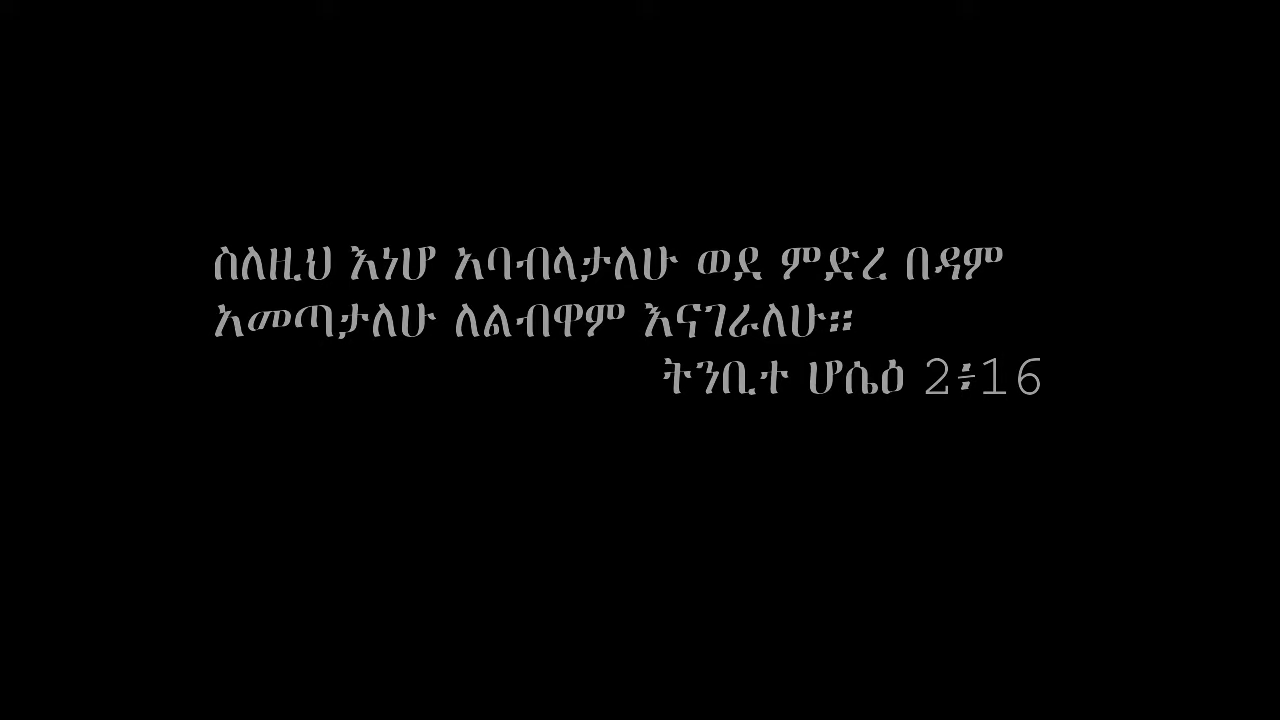 ስለዚህ እነሆ አባብላታለሁ ወደ ምድረ በዳም
አመጣታለሁ ለልብዋም እናገራለሁ።
ትንቢተ ሆሴዕ 2፥16